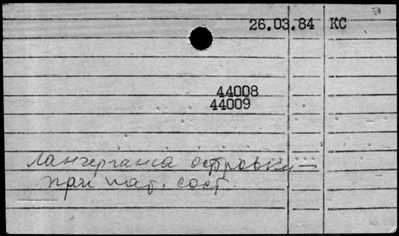 26.03.84 КС
44008
44009
Лангерганса островки —
при пат. сост.